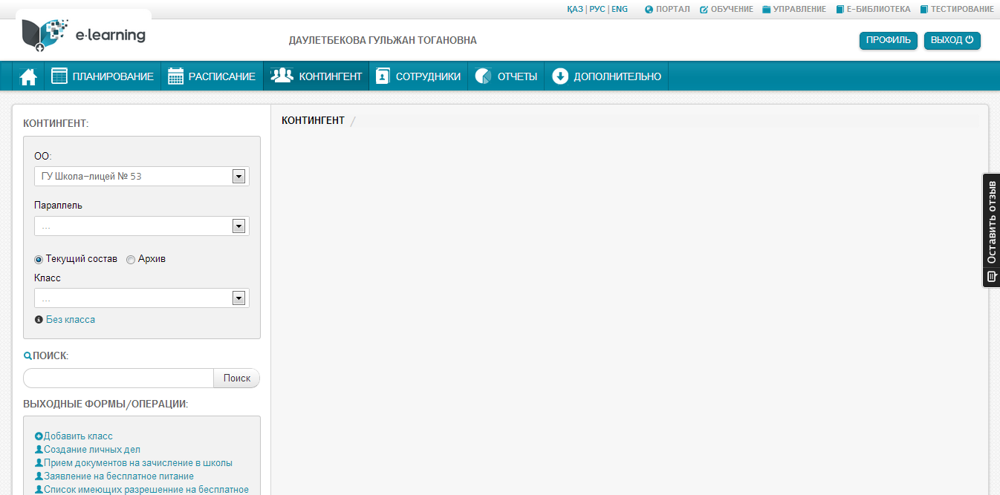 ҚАЗ | РУС | ENG ПОРТАЛ ОБУЧЕНИЕ УПРАВЛЕНИЕ Е-БИБЛИОТЕКА ТЕСТИРОВАНИЕ
e-learning
ДАУЛЕТБЕКОВА ГУЛЬЖАН ТОГАНОВНА
ПРОФИЛЬ ВЫХОД
ПЛАНИРОВАНИЕ РАСПИСАНИЕ КОНТИНГЕНТ СОТРУДНИКИ ОТЧЕТЫ ДОПОЛНИТЕЛЬНО
КОНТИНГЕНТ:
ОО:
ГУ Школа-лицей № 53
Параллель
...
Текущий состав Архив
Класс
...
Без класса
ПОИСК:
Поиск
ВЫХОДНЫЕ ФОРМЫ/ОПЕРАЦИИ:
Добавить класс
Создание личных дел
Прием документов на зачисление в школы
Заявление на бесплатное питание
Список имеющих разрешенние на бесплатное
КОНТИНГЕНТ /
Оставить отзыв